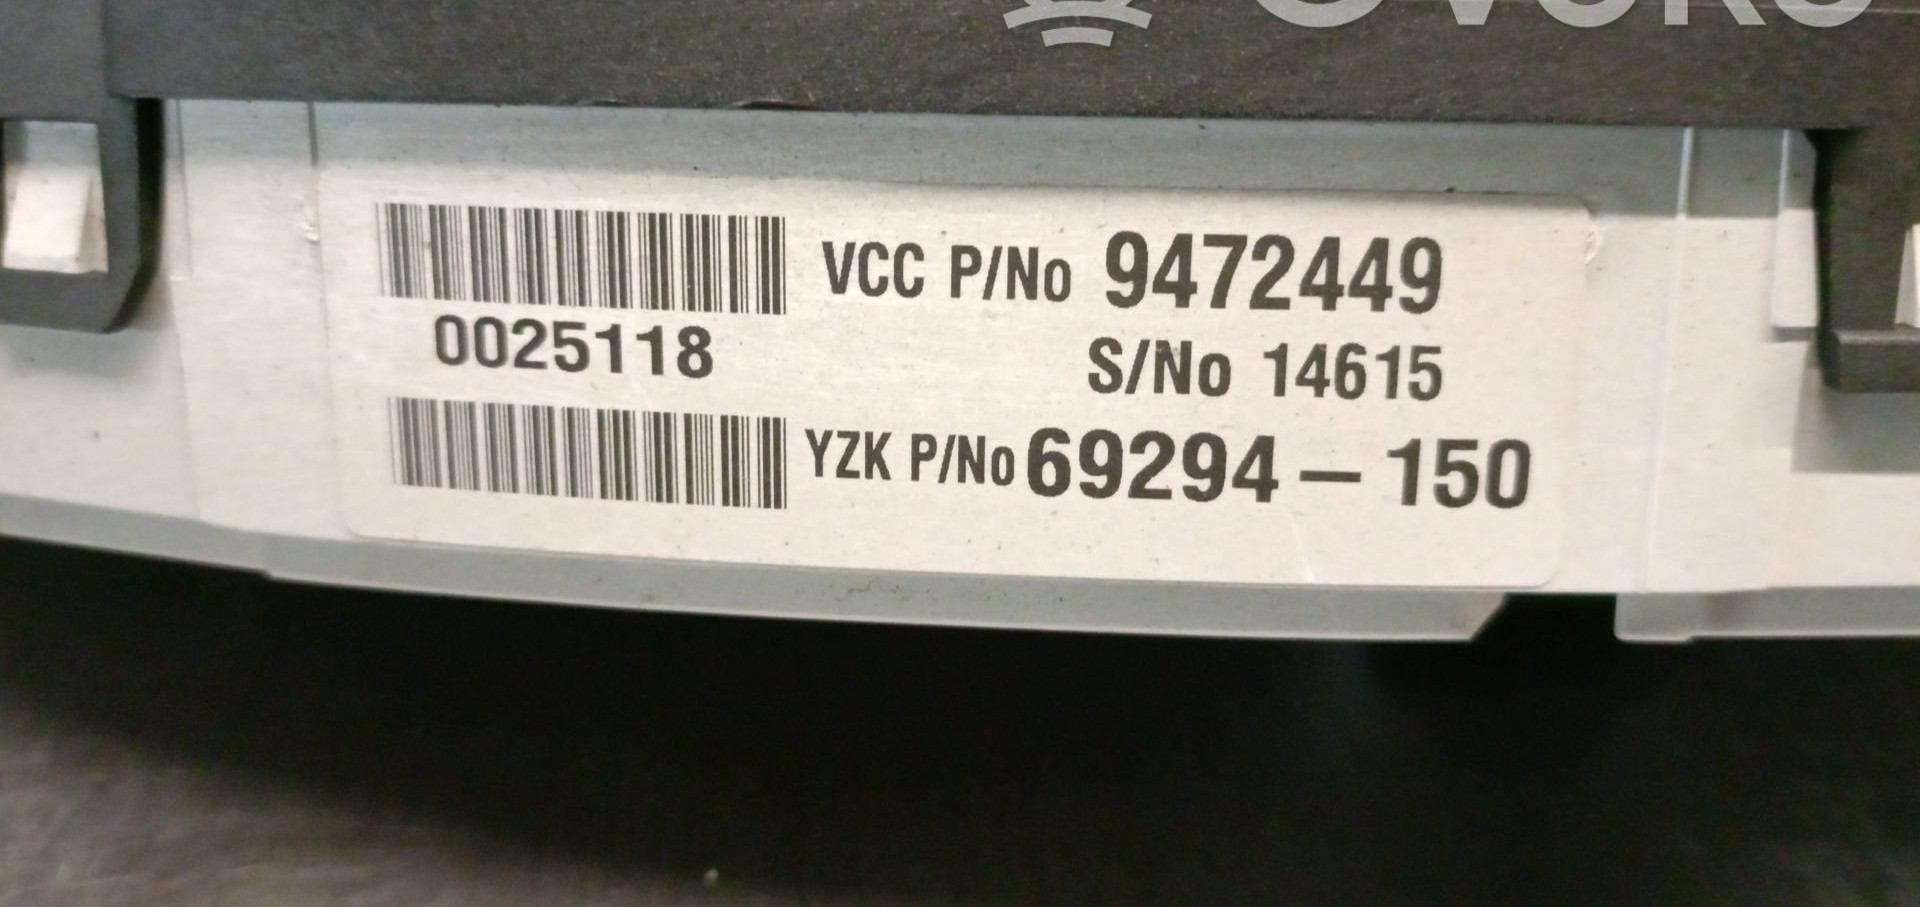 VCC P/No 9472449
0025118
S/No 14615
YZK P/No 69294-150